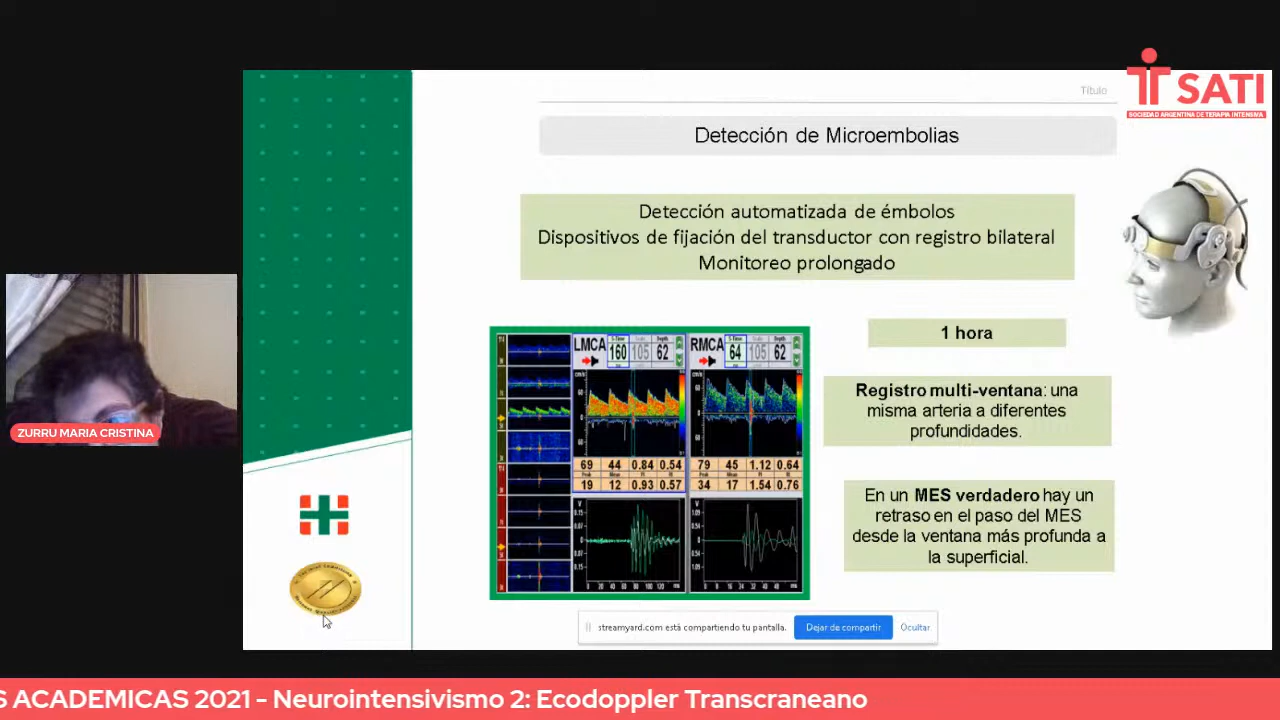 SATI
SOCIEDAD ARGENTINA DE TERAPIA INTENSIVA
Título
Detección de Microembolias
Detección automatizada de émbolos
Dispositivos de fijación del transductor con registro bilateral
Monitoreo prolongado
1 hora
Registro multi-ventana: una
misma arteria a diferentes
profundidades.
En un MES verdadero hay un
retraso en el paso del MES
desde la ventana más profunda a
la superficial.
LMCA 160 105 62
RMCA 64 105 62
69 44 0.84 0.54
19 12 0.93 0.57
79 45 1.12 0.64
34 17 1.54 0.76
ZURRU MARIA CRISTINA
streamyard.com está compartiendo tu pantalla.
Dejar de compartir
Ocultar
S ACADEMICAS 2021 - Neurointensivismo 2: Ecodoppler Transcraneano